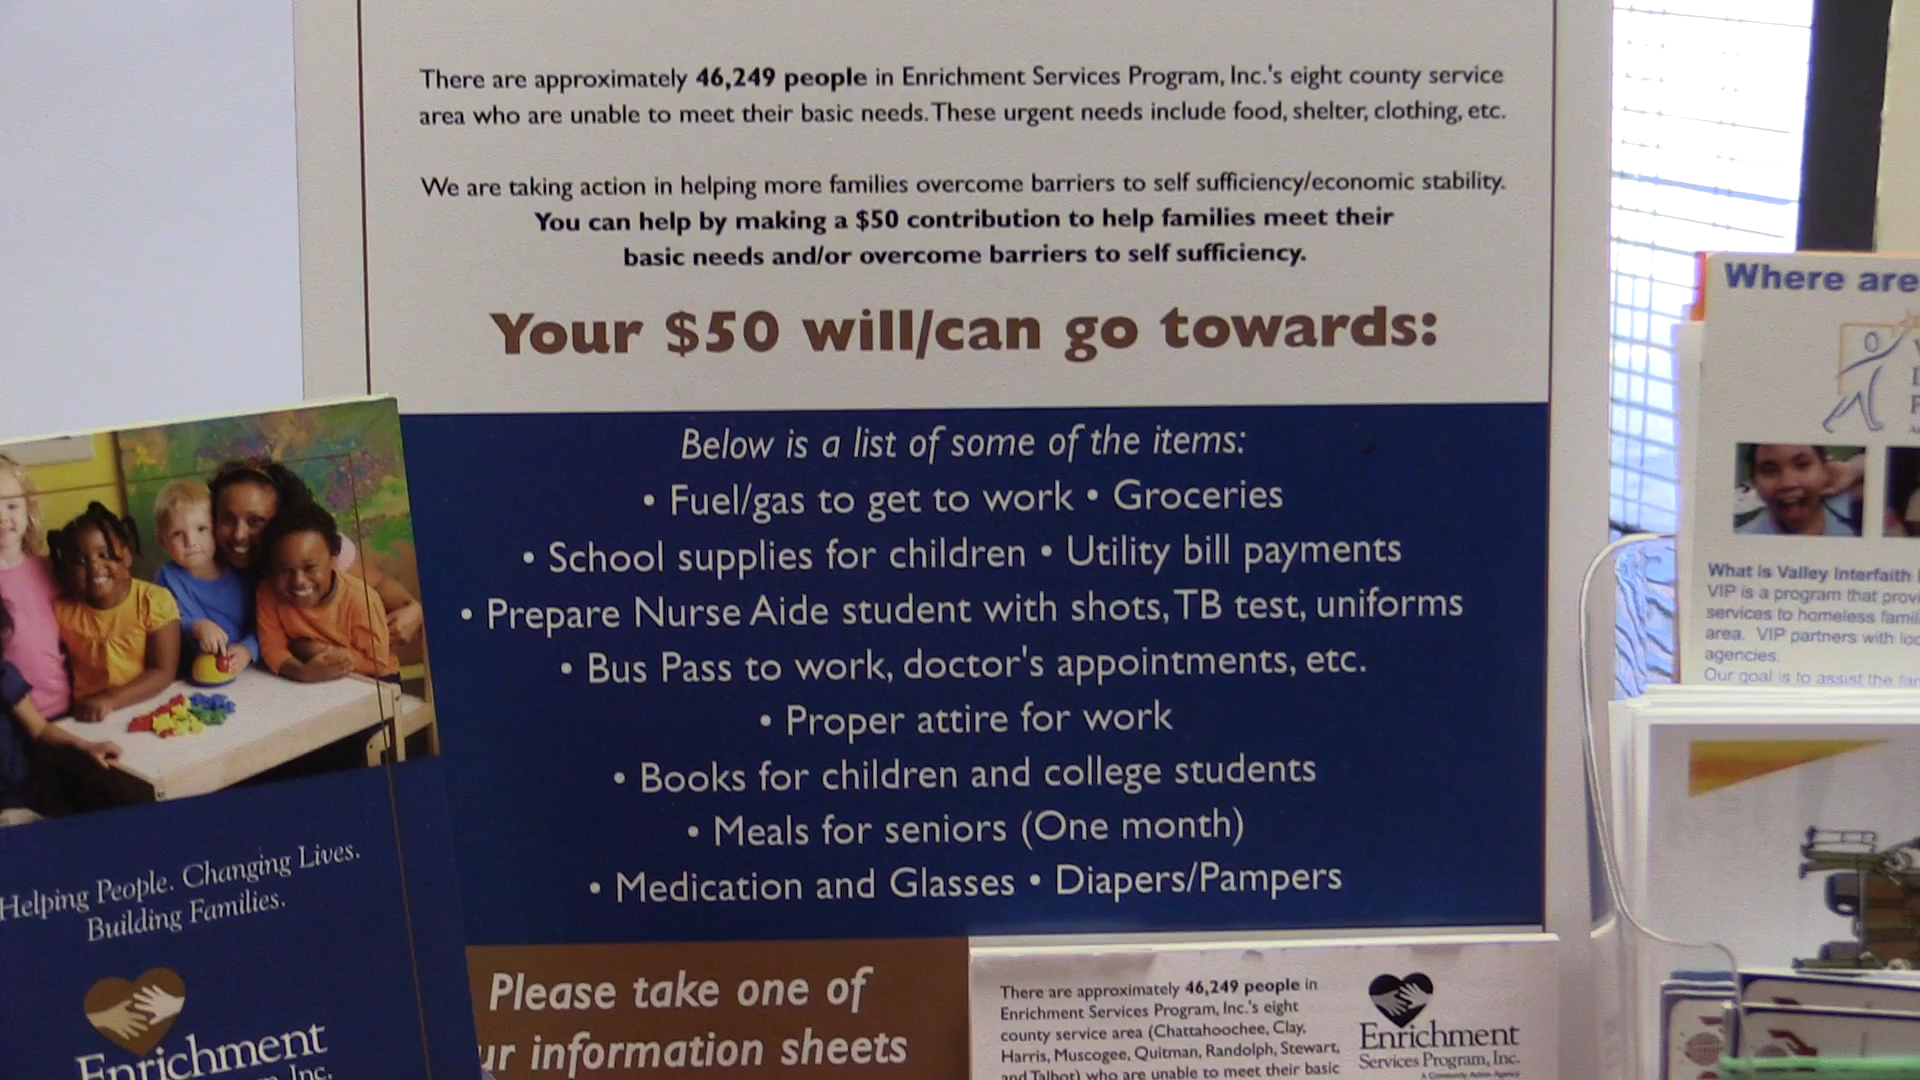 There are approximately 46,249 people in Enrichment Services Program, Inc.'s eight county service
area who are unable to meet their basic needs. These urgent needs include food, shelter, clothing, etc.
We are taking action in helping more families overcome barriers to self sufficiency/economic stability.
You can help by making a $50 contribution to help families meet their
basic needs and/or overcome barriers to self sufficiency.
Your $50 will/can go towards:
Below is a list of some of the items:
• Fuel/gas to get to work • Groceries
• School supplies for children • Utility bill payments
• Prepare Nurse Aide student with shots, TB test, uniforms
• Bus Pass to work, doctor's appointments, etc.
• Proper attire for work
• Books for children and college students
• Meals for seniors (One month)
• Medication and Glasses • Diapers/Pampers
Please take one of
information sheets
There are approximately 46,249 people in
Enrichment Services Program, Inc.'s eight
county service area (Chattahoochee, Clay,
Harris, Muscogee, Quitman, Randolph, Stewart,
and Talbot) who are unable to meet their basic
Enrichment
Services Program, Inc.
A Community Action Agency
Helping People. Changing Lives.
Building Families.
Enrichment
Inc.
Where are
What is Valley Interfaith
VIP is a program that
services to homeless
area. VIP partners with
agencies.
Our goal is to assist the